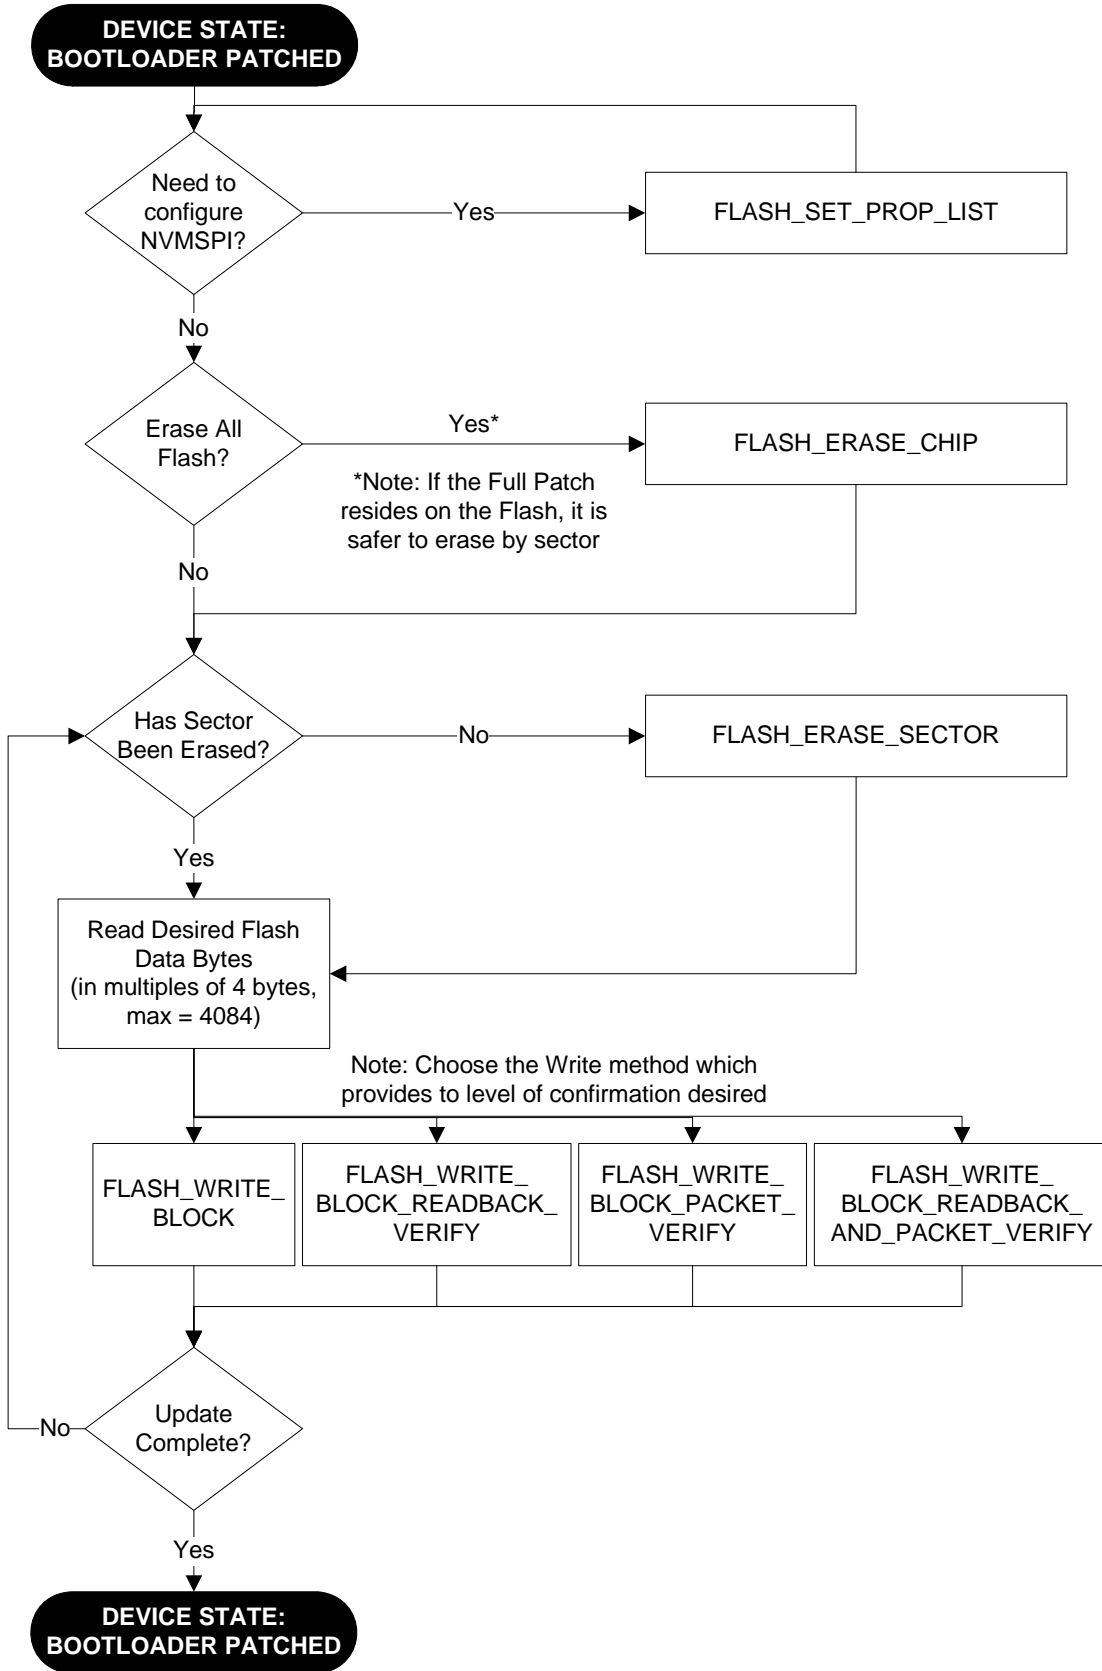 DEVICE STATE:
BOOTLOADER PATCHED
Need to
configure
NVMSPI?
Yes
FLASH_SET_PROP_LIST
No
Erase All
Flash?
Yes*
FLASH_ERASE_CHIP
*Note: If the Full Patch
resides on the Flash, it is
safer to erase by sector
No
Has Sector
Been Erased?
No
FLASH_ERASE_SECTOR
Yes
Read Desired Flash
Data Bytes
(in multiples of 4 bytes,
max = 4084)
Note: Choose the Write method which
provides to level of confirmation desired
FLASH_WRITE_
BLOCK
FLASH_WRITE_
BLOCK_READBACK_
VERIFY
FLASH_WRITE_
BLOCK_PACKET_
VERIFY
FLASH_WRITE_
BLOCK_READBACK_
AND_PACKET_VERIFY
Update
Complete?
No
Yes
DEVICE STATE:
BOOTLOADER PATCHED